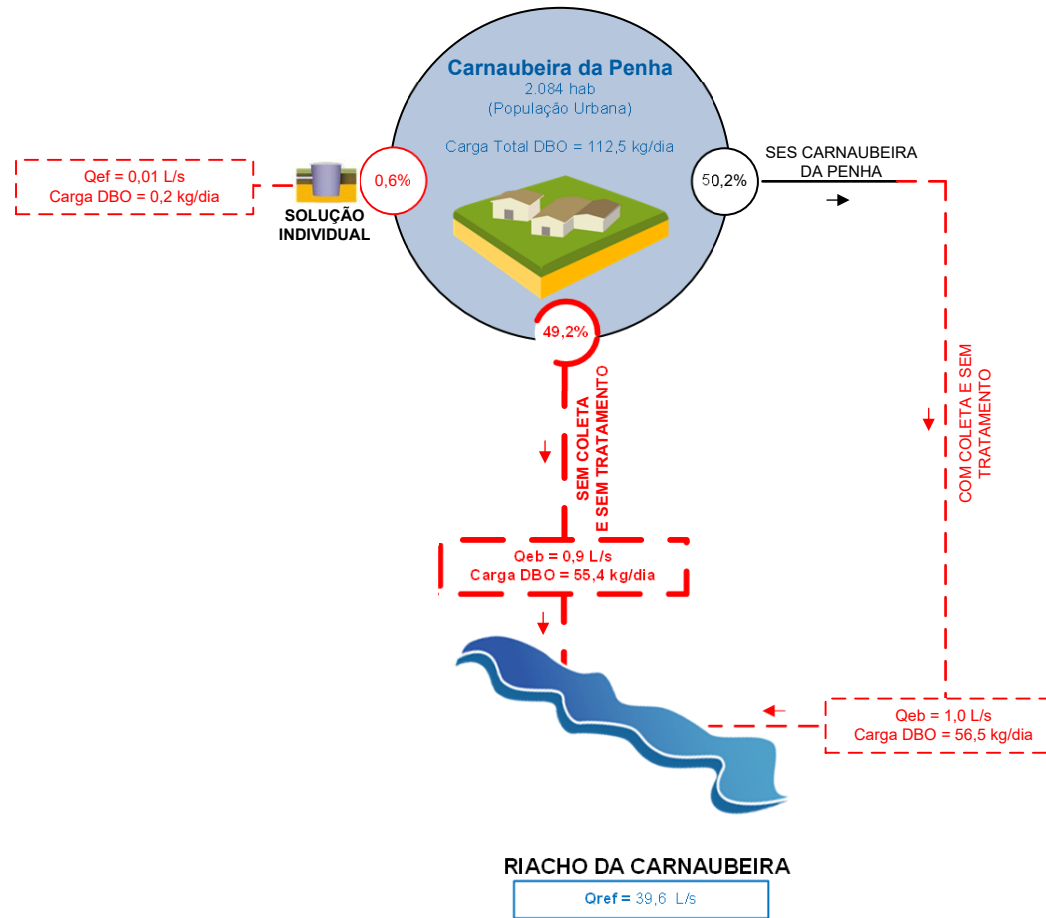 Carnaubeira da Penha
2.084 hab
(População Urbana)
Carga Total DBO = 112,5 kg/dia
Qef = 0,01 L/s
Carga DBO = 0,2 kg/dia
SOLUÇÃO
INDIVIDUAL
0,6%
50,2%
SES CARNAUBEIRA
DA PENHA
49,2%
SEM COLETA
E SEM TRATAMENTO
COM COLETA E SEM
TRATAMENTO
Qeb = 0,9 L/s
Carga DBO = 55,4 kg/dia
Qeb = 1,0 L/s
Carga DBO = 56,5 kg/dia
RIACHO DA CARNAUBEIRA
Qref = 39,6 L/s